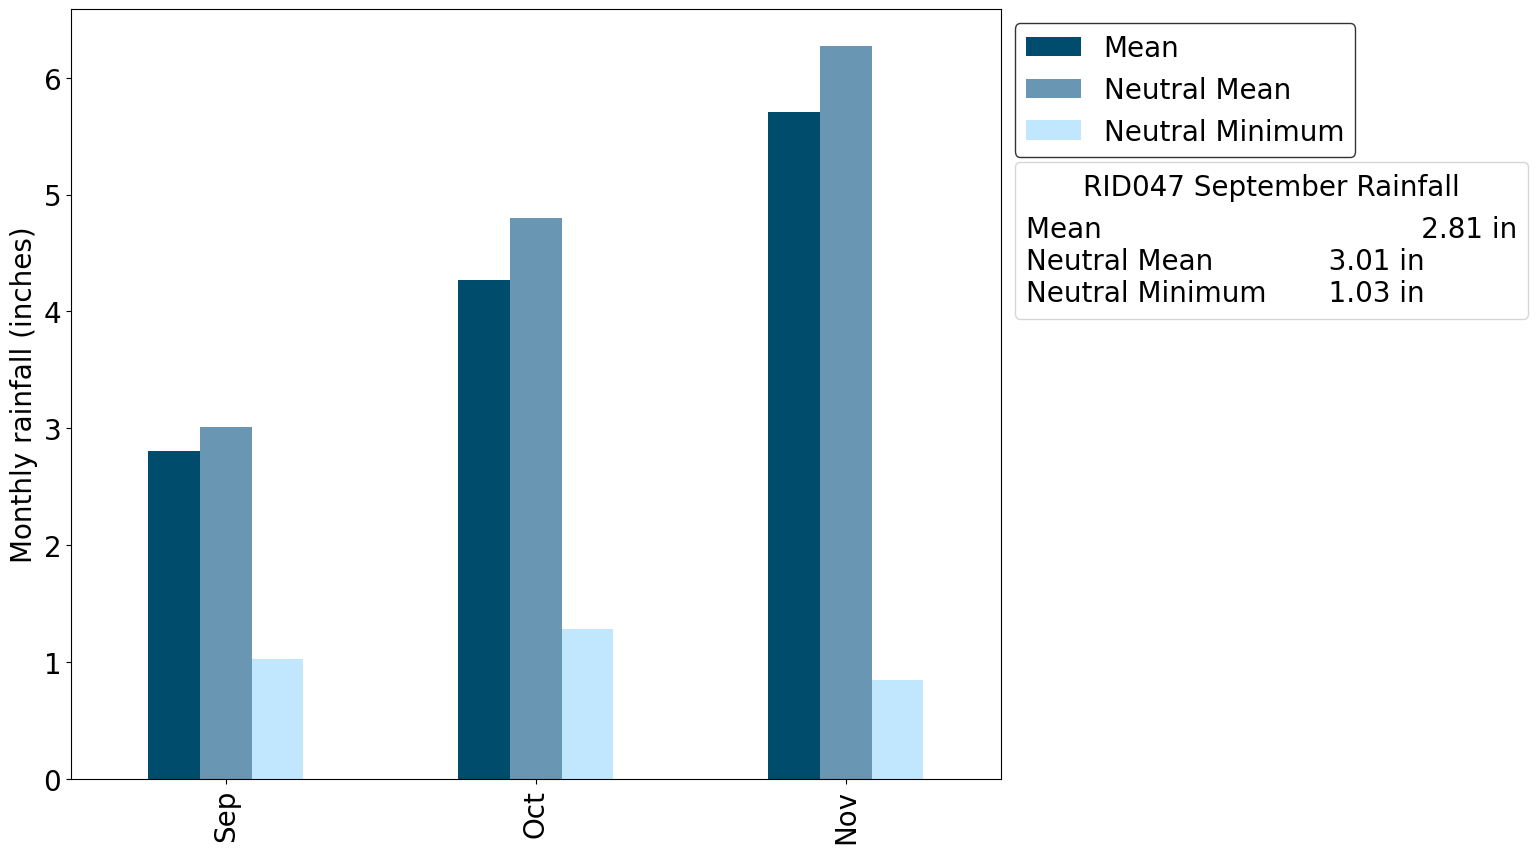 Monthly rainfall (inches)
6
5
4
3
2
1
0
Sep
Oct
Nov
Mean
Neutral Mean
Neutral Minimum
RID047 September Rainfall
Mean 2.81 in
Neutral Mean 3.01 in
Neutral Minimum 1.03 in